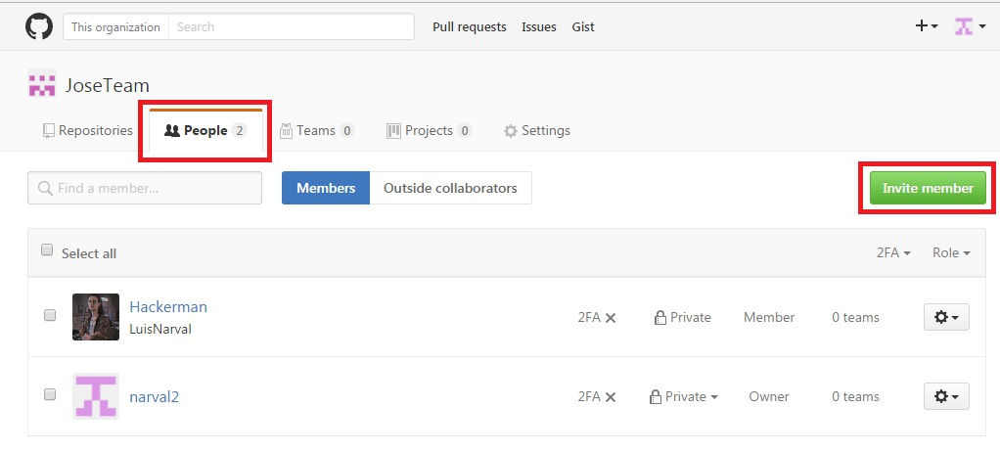 This organization Search Pull requests Issues Gist
JoseTeam
Repositories People 2 Teams 0 Projects 0 Settings
Find a member... Members Outside collaborators Invite member
Select all 2FA Role
Hackerman
LuisNarval 2FA Private Member 0 teams
narval2 2FA Private Owner 0 teams